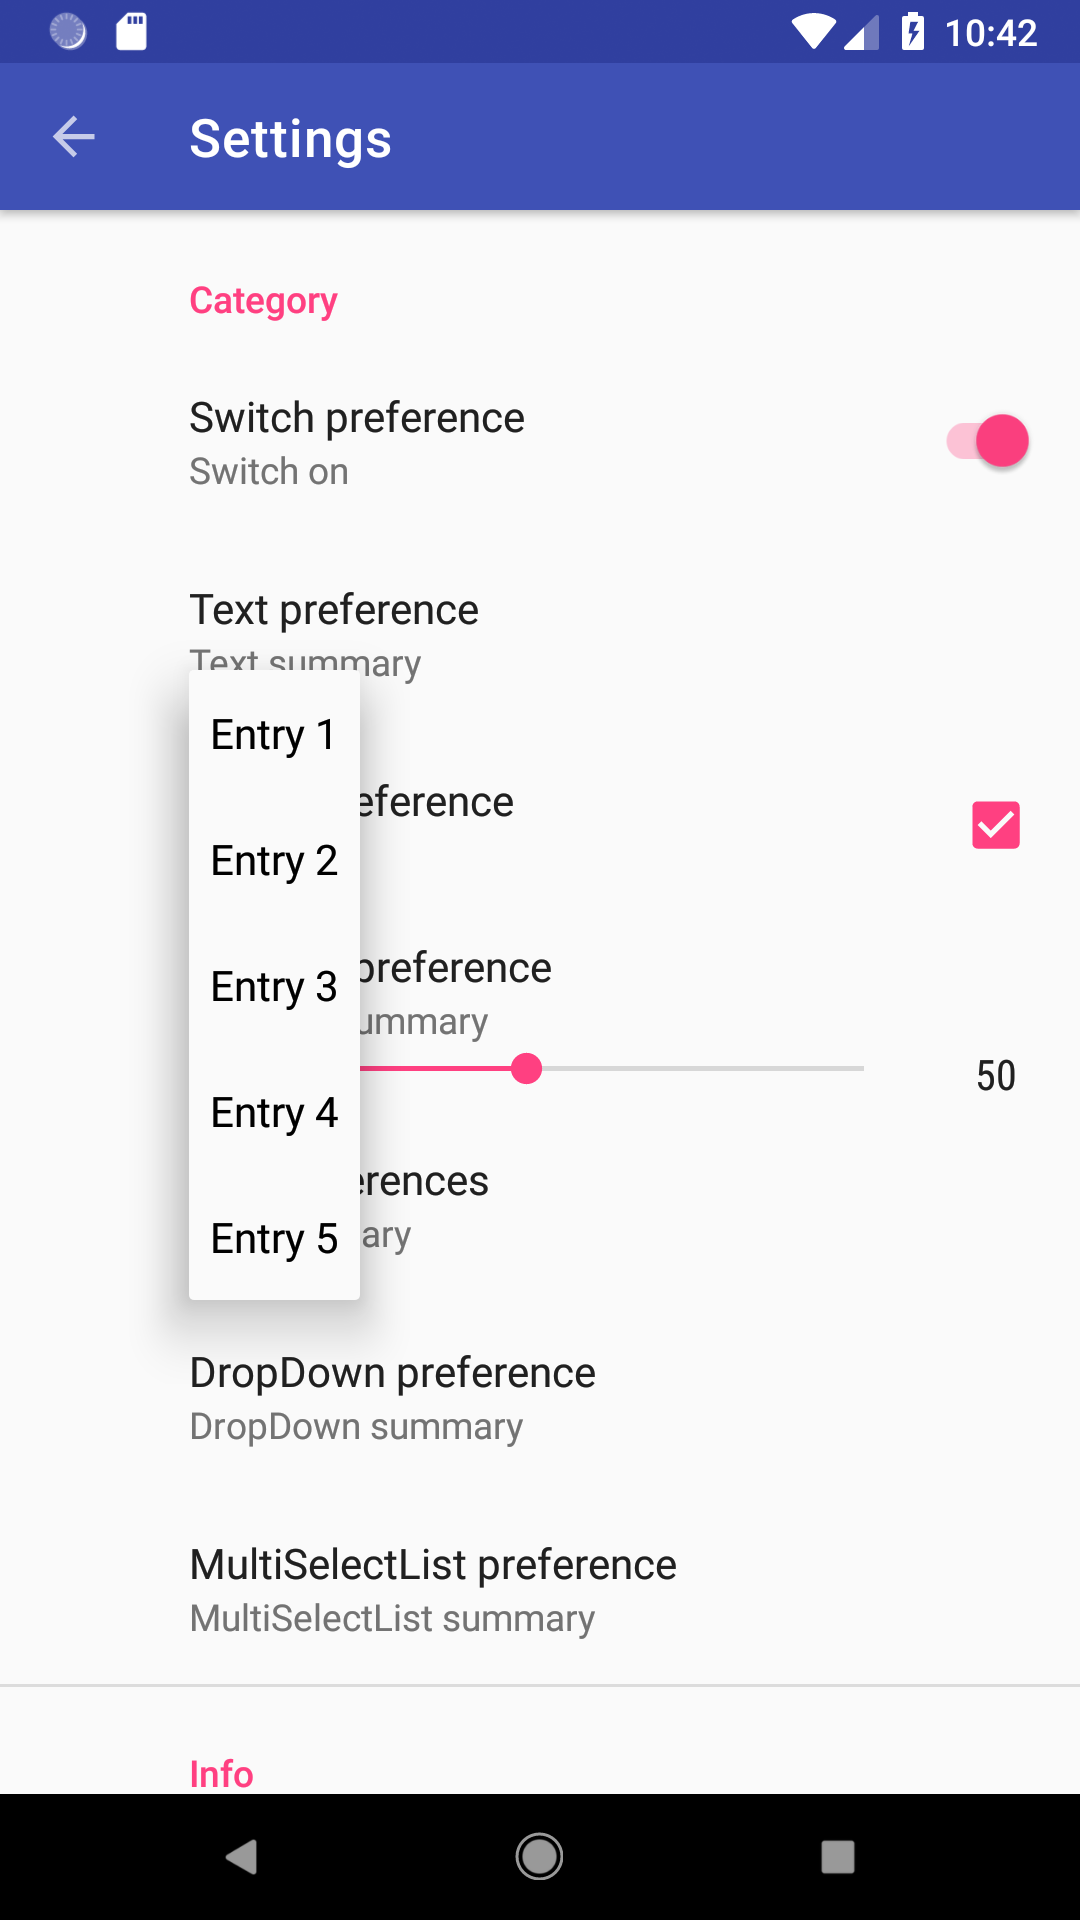 10:42
Settings
Category
Switch preference
Switch on
Text preference
Text summary
Entry 1
eference
Entry 2
preference
Entry 3
ummary
50
Entry 4
erences
Entry 5
ary
DropDown preference
DropDown summary
MultiSelectList preference
MultiSelectList summary
Info